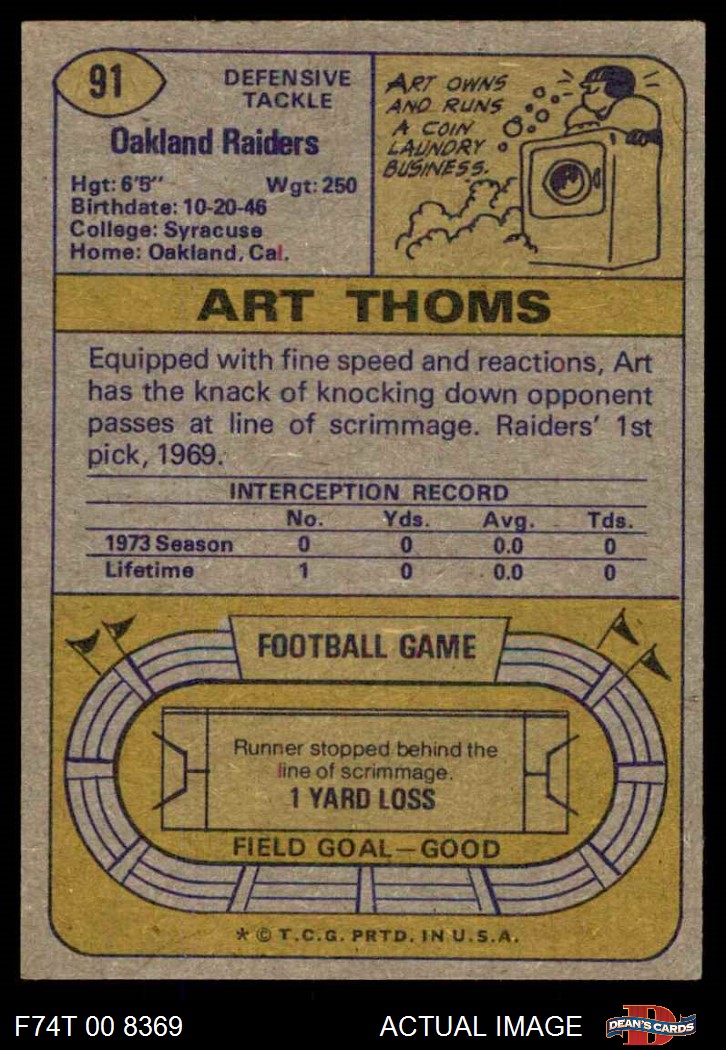 91
DEFENSIVE
TACKLE
Oakland Raiders
Hgt: 6'5" Wgt: 250
Birthdate: 10-20-46
College: Syracuse
Home: Oakland, Cal.
ART OWNS
AND RUNS
A COIN
LAUNDRY
BUSINESS.
ART THOMS
Equipped with fine speed and reactions, Art
has the knack of knocking down opponent
passes at line of scrimmage. Raiders' 1st
pick, 1969.
INTERCEPTION RECORD
No. Yds. Avg. Tds.
1973 Season 0 0 0.0 0
Lifetime 1 0 0.0 0
FOOTBALL GAME
Runner stopped behind the
line of scrimmage.
1 YARD LOSS
FIELD GOAL—GOOD
* © T.C.G. PRTD. IN U.S.A.
F74T 00 8369 ACTUAL IMAGE D DEAN'S CARDS